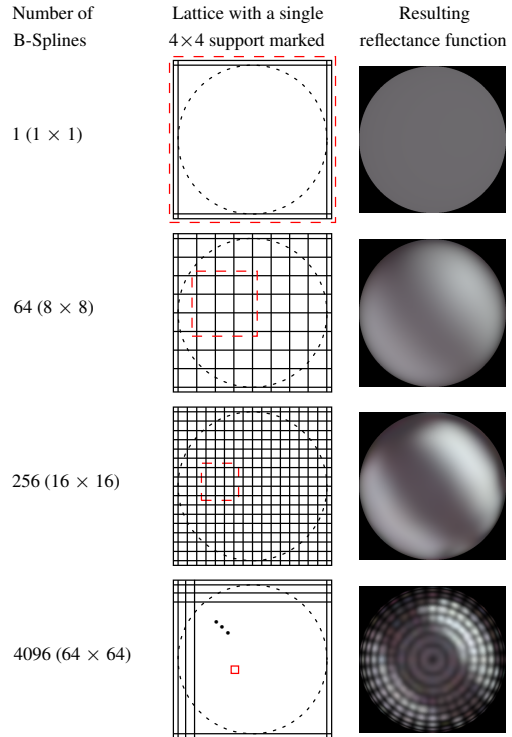 Number of
B-Splines
Lattice with a single
4×4 support marked
Resulting
reflectance function
1 (1 × 1)
64 (8 × 8)
256 (16 × 16)
4096 (64 × 64)